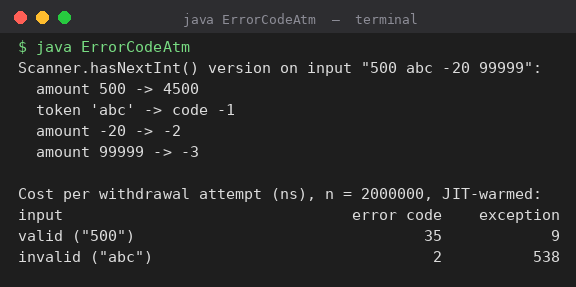 java ErrorCodeAtm — terminal
$ java ErrorCodeAtm
Scanner.hasNextInt() version on input "500 abc -20 99999":
  amount 500 -> 4500
  token 'abc' -> code -1
  amount -20 -> -2
  amount 99999 -> -3

Cost per withdrawal attempt (ns), n = 2000000, JIT-warmed:
input                                error code    exception
valid ("500")                                35            9
invalid ("abc")                               2          538